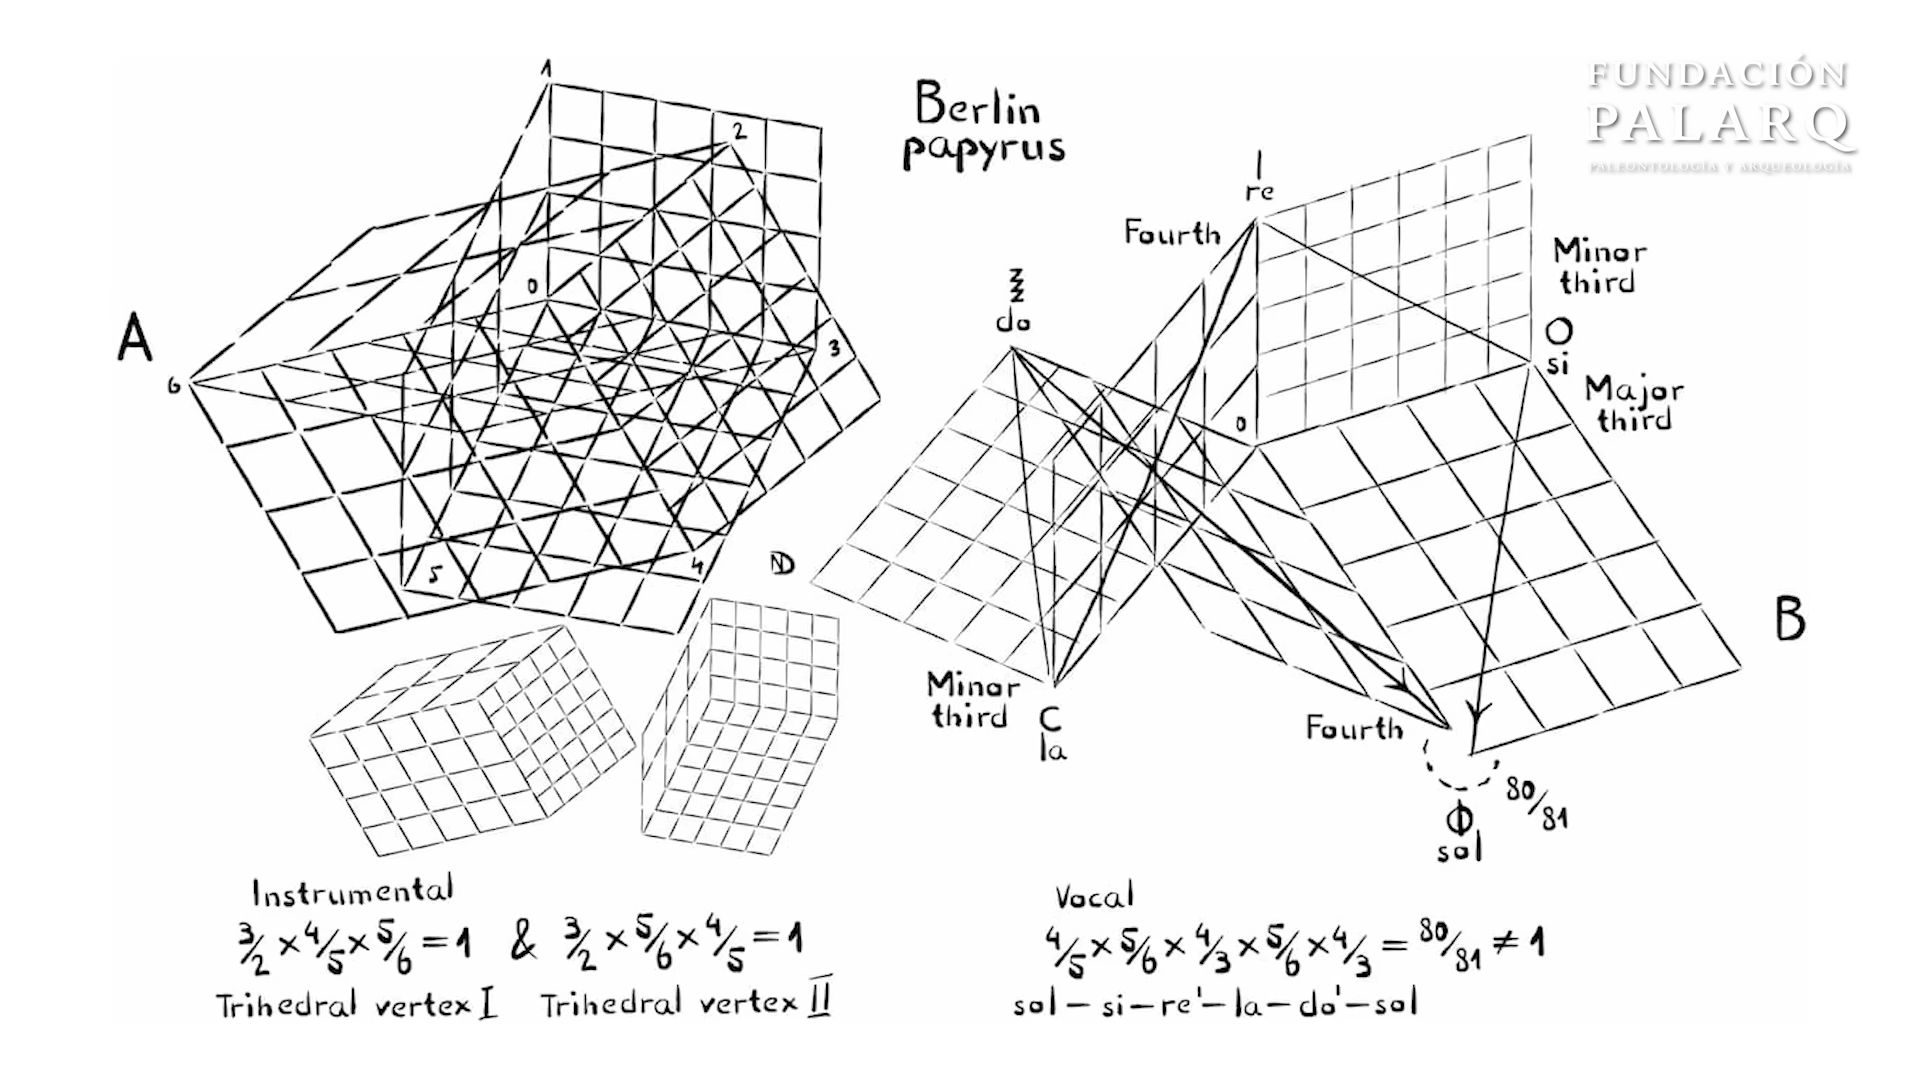 Berlin
papyrus
FUNDACIÓN
PALARQ
PALEONTOLOGÍA Y ARQUEOLOGÍA
A
1
2
0
3
6
5
4
re
Fourth
do
0
Minor
third
O
si
Major
third
B
Minor
third
C
la
Fourth
80/81
Φ
sol
Instrumental
3/2 × 4/5 × 5/6 = 1 & 3/2 × 5/6 × 4/5 = 1
Trihedral vertex I Trihedral vertex II
Vocal
4/5 × 5/6 × 4/3 × 5/6 × 4/3 = 80/81 ≠ 1
sol – si – re' – la – do' – sol